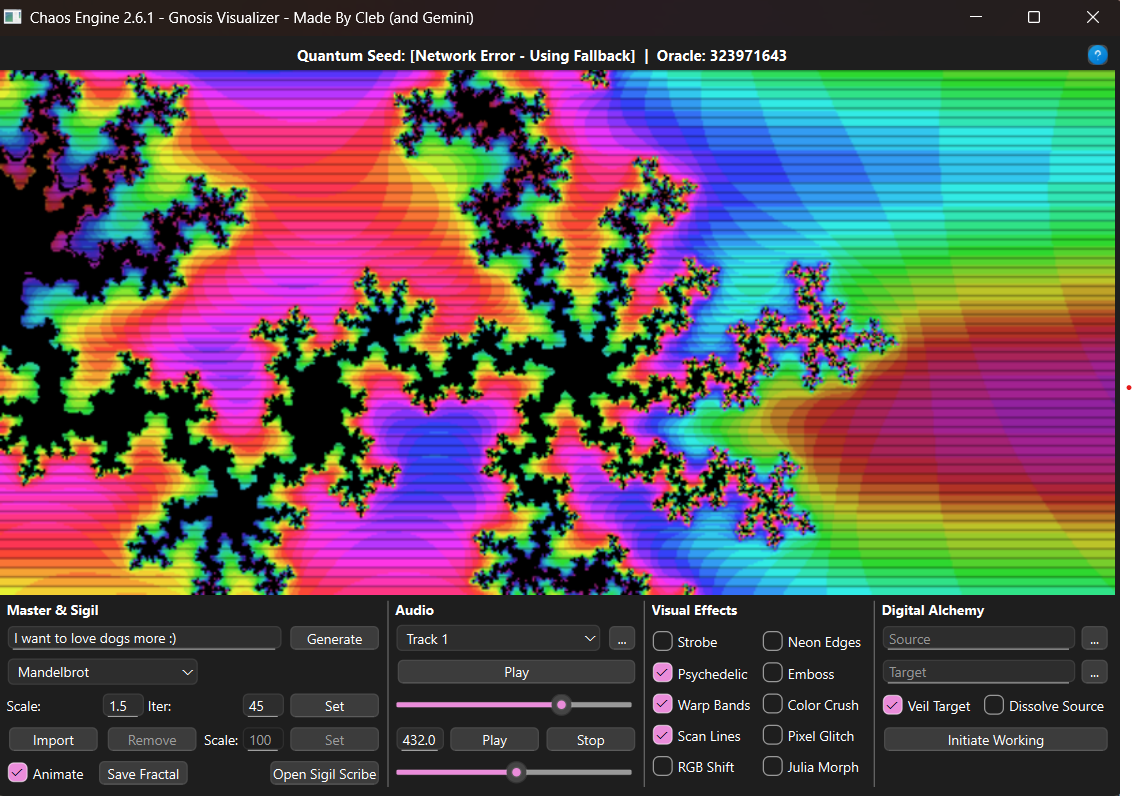 Chaos Engine 2.6.1 - Gnosis Visualizer - Made By Cleb (and Gemini)
Quantum Seed: [Network Error - Using Fallback] | Oracle: 323971643
?
Master & Sigil
I want to love dogs more :)
Generate
Mandelbrot
Scale:
1.5
Iter:
45
Set
Import
Remove
Scale:
100
Set
Animate
Save Fractal
Open Sigil Scribe
Audio
Track 1
...
Play
432.0
Play
Stop
Visual Effects
Strobe
Neon Edges
Psychedelic
Emboss
Warp Bands
Color Crush
Scan Lines
Pixel Glitch
RGB Shift
Julia Morph
Digital Alchemy
Source
...
Target
...
Veil Target
Dissolve Source
Initiate Working